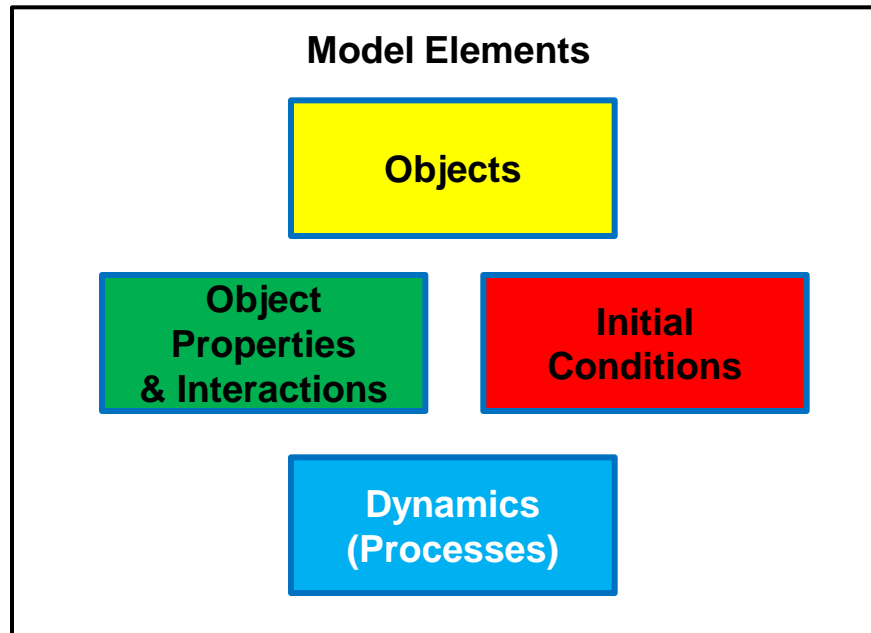 Model Elements
Objects
Object
Properties
& Interactions
Initial
Conditions
Dynamics
(Processes)